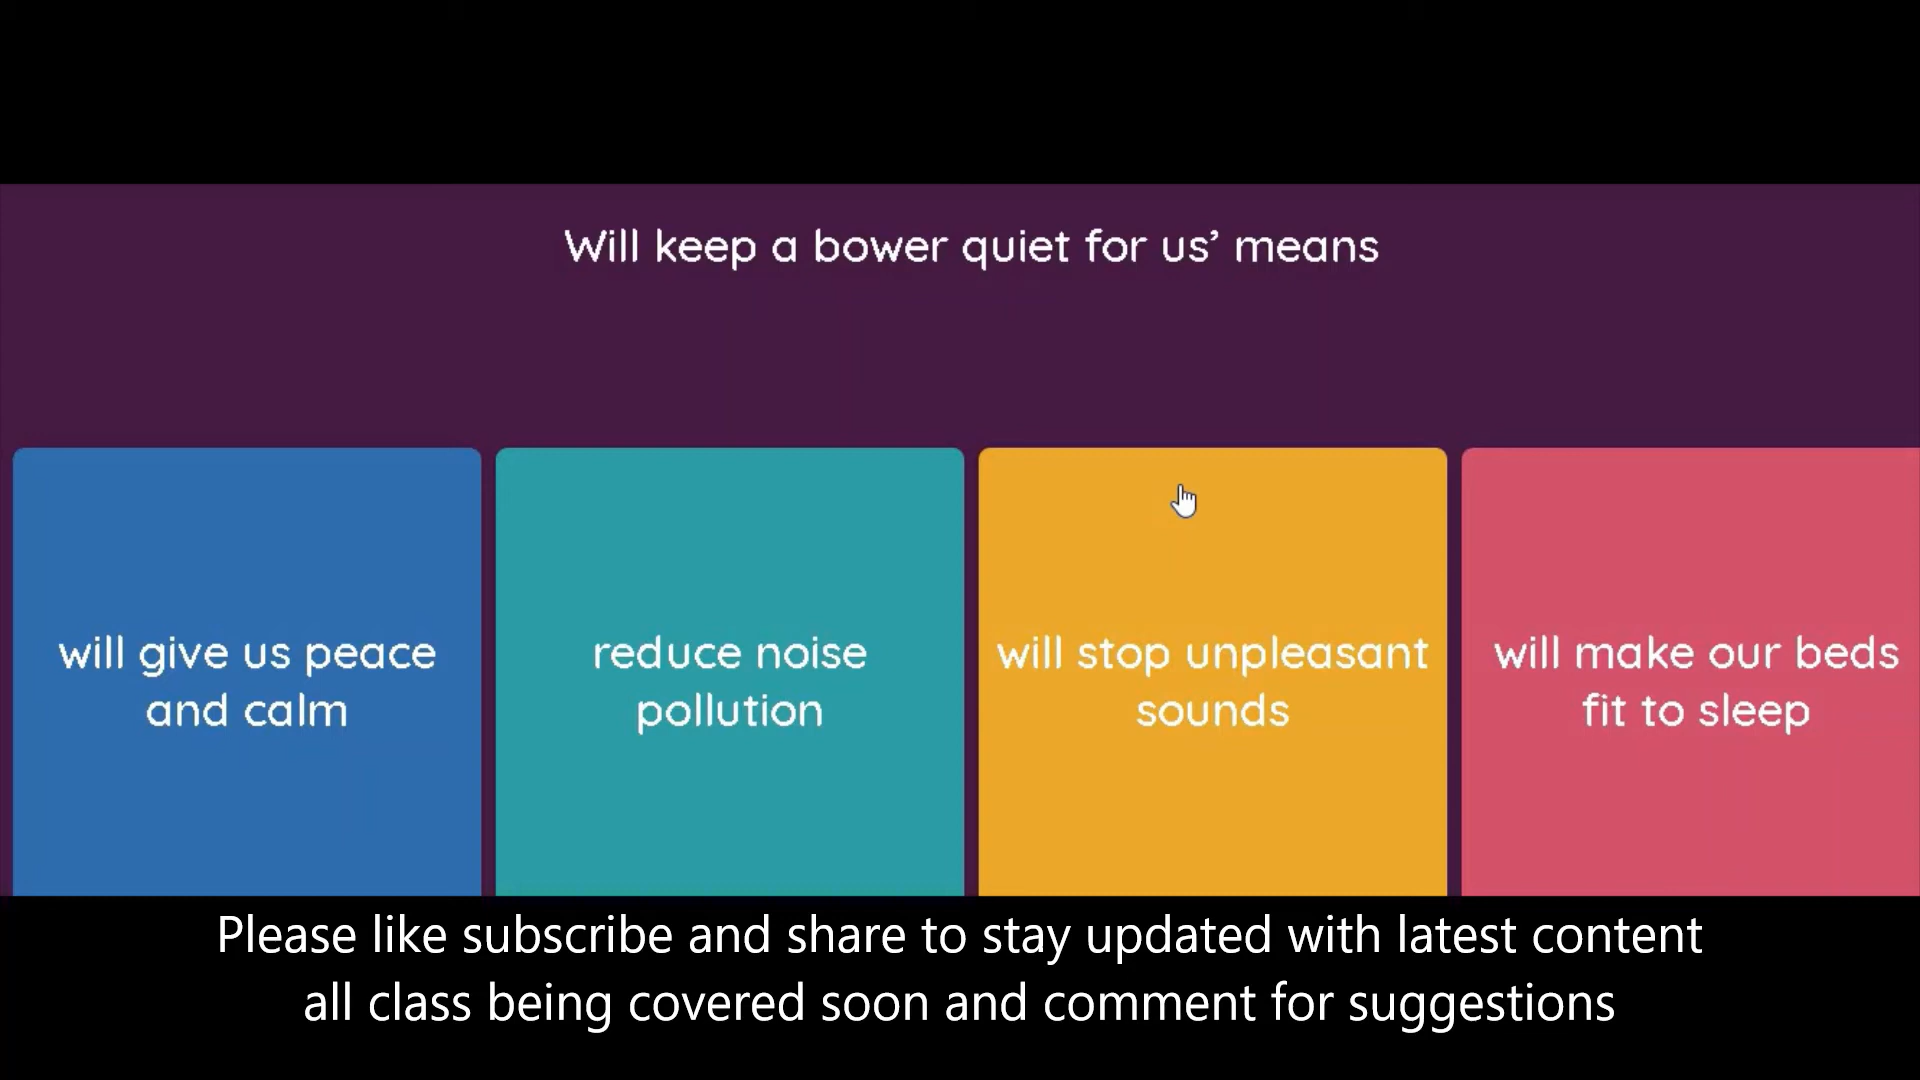 Will keep a bower quiet for us’ means
will give us peace
and calm
reduce noise
pollution
will stop unpleasant
sounds
will make our beds
fit to sleep
Please like subscribe and share to stay updated with latest content
all class being covered soon and comment for suggestions